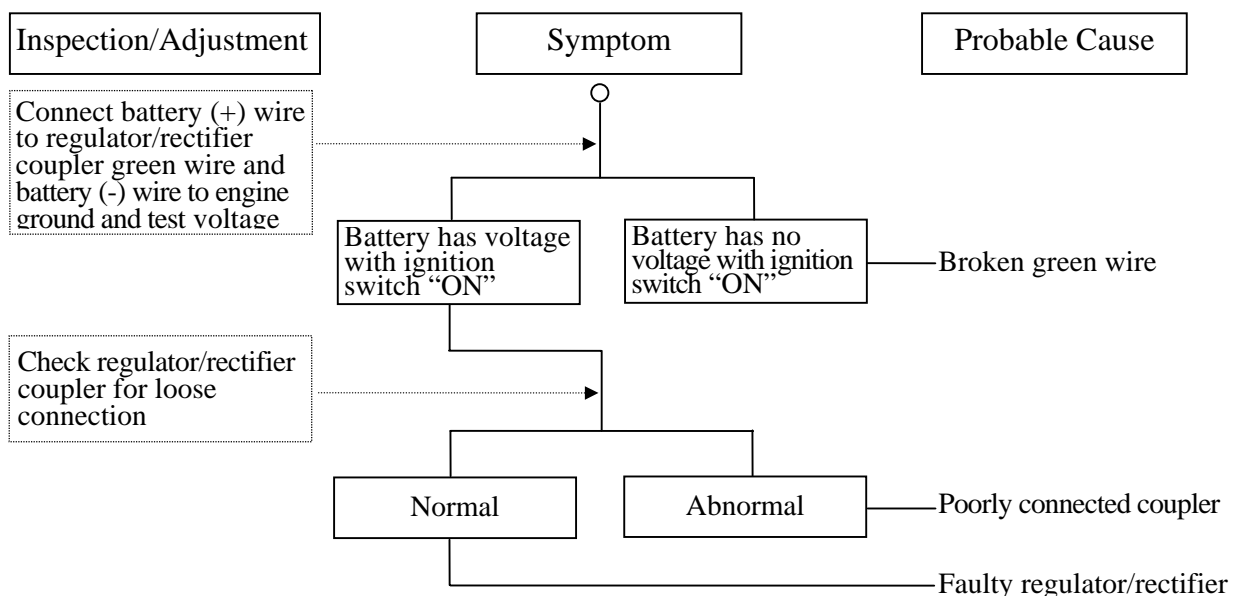 Inspection/Adjustment
Symptom
Probable Cause
Connect battery (+) wire
to regulator/rectifier
coupler green wire and
battery (-) wire to engine
ground and test voltage
Battery has voltage
with ignition
switch “ON”
Battery has no
voltage with ignition
switch “ON”
Broken green wire
Check regulator/rectifier
coupler for loose
connection
Normal
Abnormal
Poorly connected coupler
Faulty regulator/rectifier